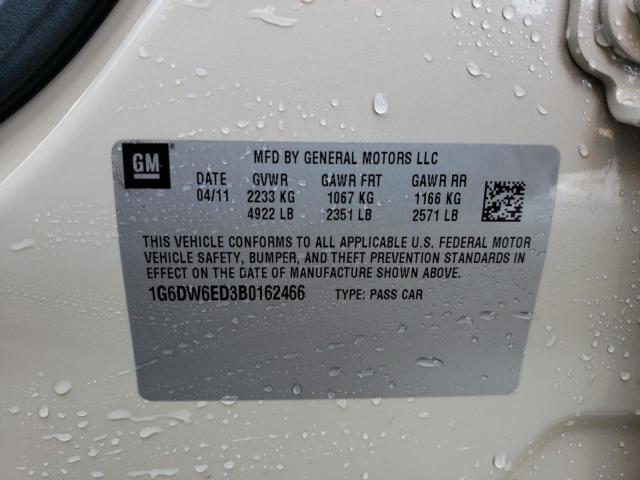 GM
MFD BY GENERAL MOTORS LLC
DATE GVWR GAWR FRT GAWR RR
04/11 2233 KG 1067 KG 1166 KG
4922 LB 2351 LB 2571 LB
THIS VEHICLE CONFORMS TO ALL APPLICABLE U.S. FEDERAL MOTOR
VEHICLE SAFETY, BUMPER, AND THEFT PREVENTION STANDARDS IN
EFFECT ON THE DATE OF MANUFACTURE SHOWN ABOVE.
1G6DW6ED3B0162466 TYPE: PASS CAR